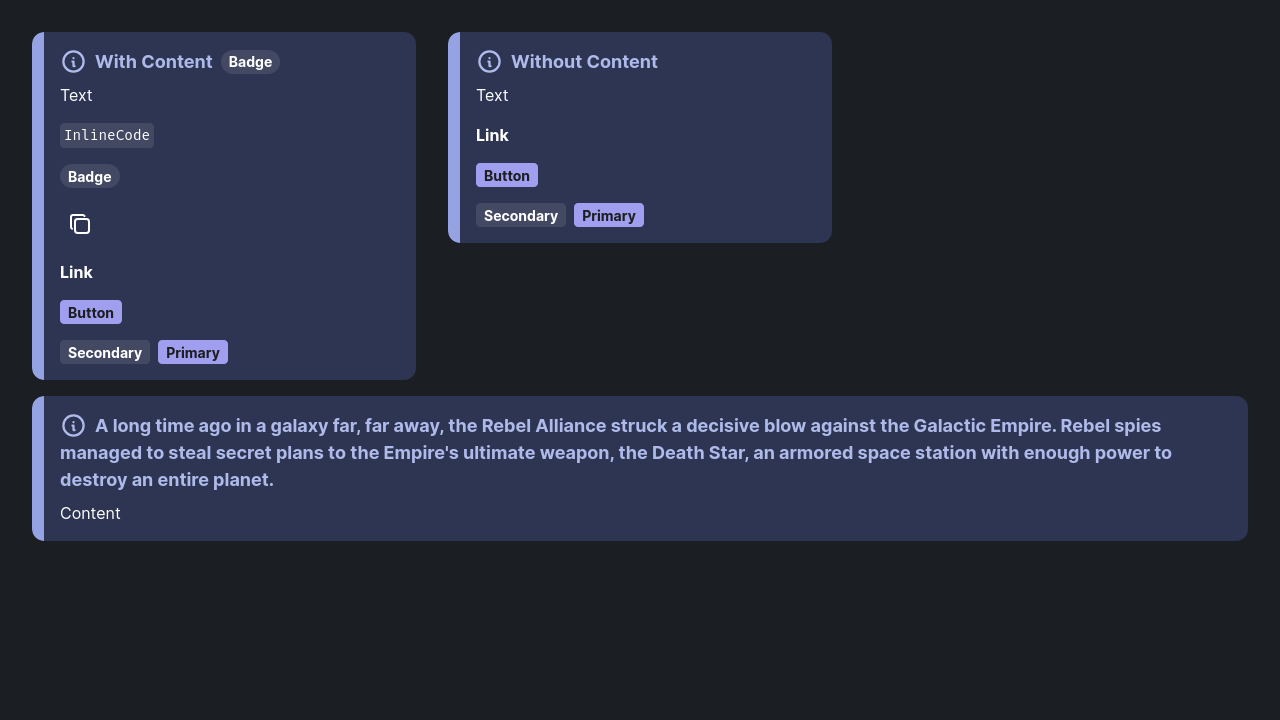 With Content Badge
Text
InlineCode
Badge
Link
Button
Secondary Primary
Without Content
Text
Link
Button
Secondary Primary
A long time ago in a galaxy far, far away, the Rebel Alliance struck a decisive blow against the Galactic Empire. Rebel spies
managed to steal secret plans to the Empire's ultimate weapon, the Death Star, an armored space station with enough power to
destroy an entire planet.
Content